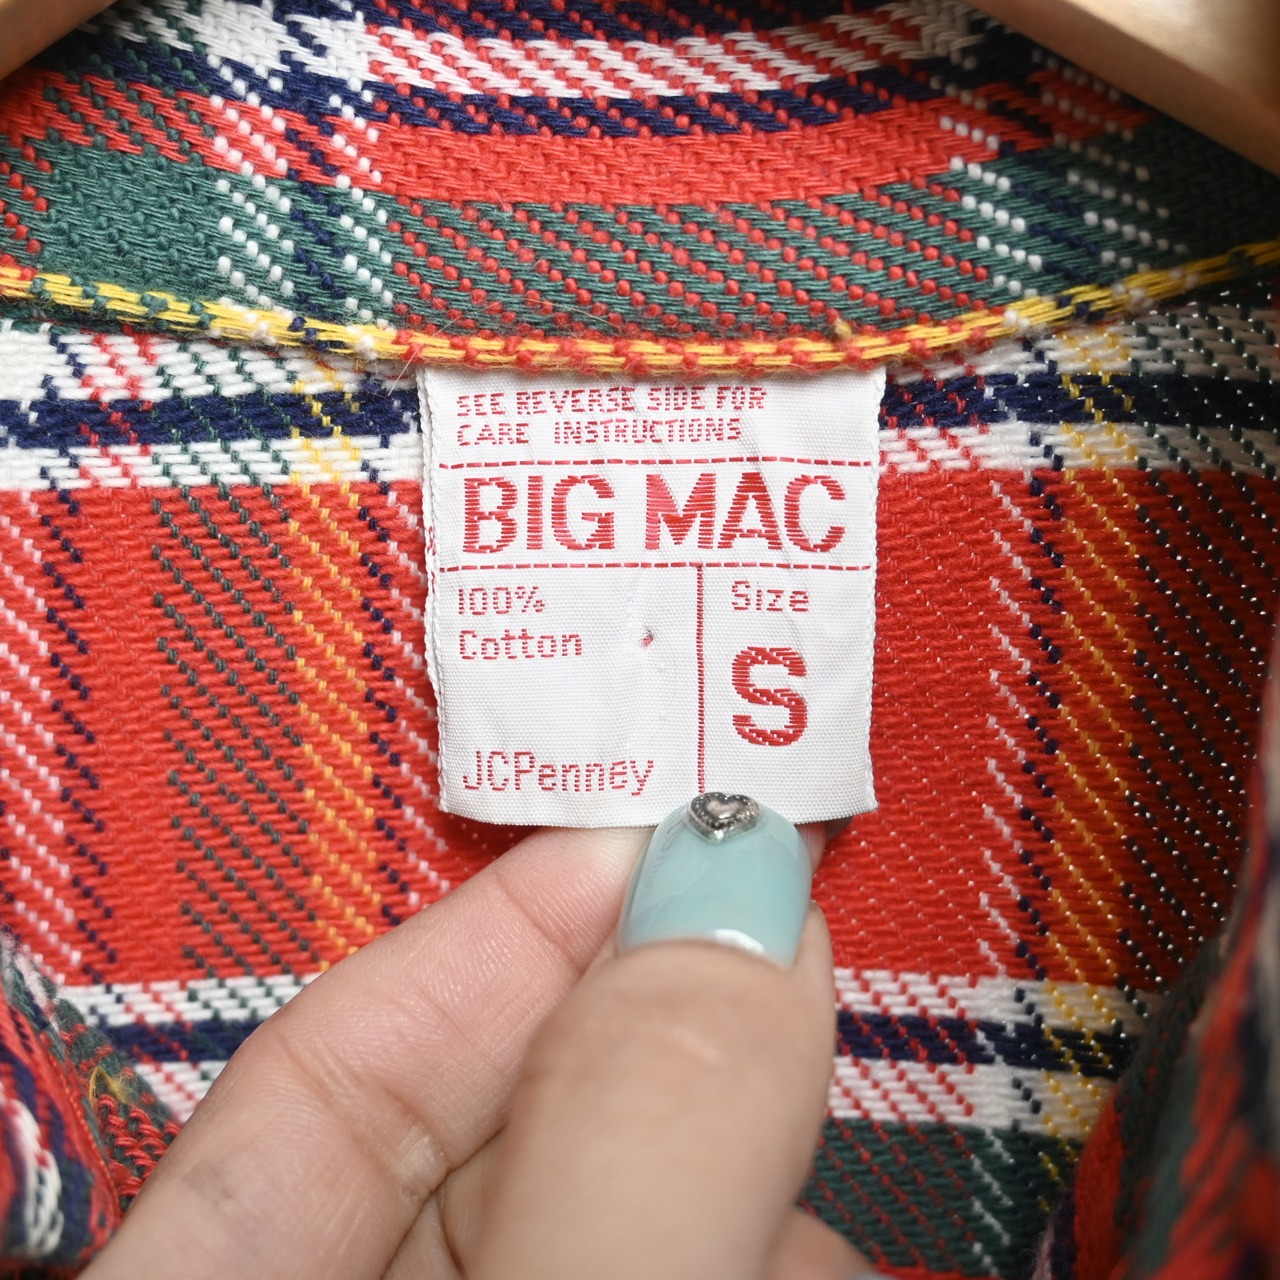 SEE REVERSE SIDE FOR
CARE INSTRUCTIONS
BIG MAC
100%
Cotton
Size
S
JCPenney